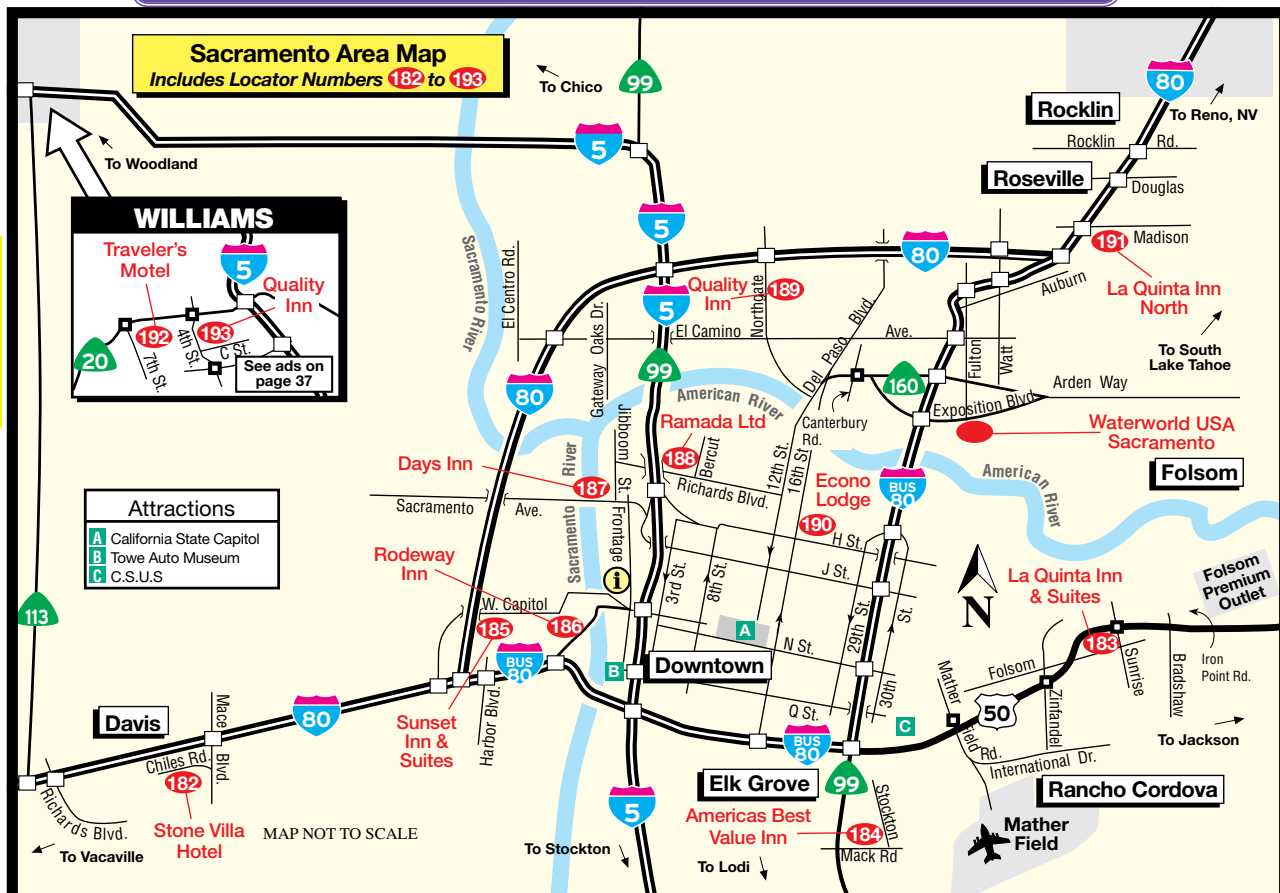 Sacramento Area Map
Includes Locator Numbers 182 to 193
To Chico
99
80
To Reno, NV
Rocklin
Rocklin Rd.
Roseville
Douglas
To Woodland
5
5
WILLIAMS
Traveler's
Motel
5
Quality
Inn
192
193
4th St.
C St.
7th St.
20
See ads on
page 37
Sacramento River
El Centro Rd.
80
191
Madison
La Quinta Inn
North
Auburn
Quality
Inn
189
Northgate
5
Gateway Oaks Dr.
El Camino
Ave.
Del Paso Blvd.
Fulton
Watt
To South
Lake Tahoe
99
80
American River
160
Arden Way
Exposition Blvd.
Canterbury
Rd.
Waterworld USA
Sacramento
Folsom
American River
Jibboom St.
Ramada Ltd
188
Bercut
Richards Blvd.
12th St.
16th St
Days Inn
187
Sacramento River
Sacramento
Ave.
Frontage
Econo
Lodge
190
BUS
80
Attractions
A California State Capitol
B Towe Auto Museum
C C.S.U.S
H St.
J St.
3rd St.
8th St.
29th St.
30th St.
N
Rodeway
Inn
i
W. Capitol
185
186
A
N St.
B
Downtown
Q St.
C
La Quinta Inn
& Suites
183
Folsom
Premium
Outlet
Iron
Point Rd.
Folsom
Sunrise
Bradshaw
Zinfandel
Mather Field Rd.
50
International Dr.
To Jackson
Rancho Cordova
Mather
Field
113
Davis
80
Mace Blvd.
Chiles Rd.
182
Stone Villa
Hotel
Richards Blvd.
To Vacaville
MAP NOT TO SCALE
BUS
80
Harbor Blvd.
Sunset
Inn &
Suites
BUS
80
Elk Grove
99
Stockton
Americas Best
Value Inn
184
Mack Rd
5
To Stockton
To Lodi